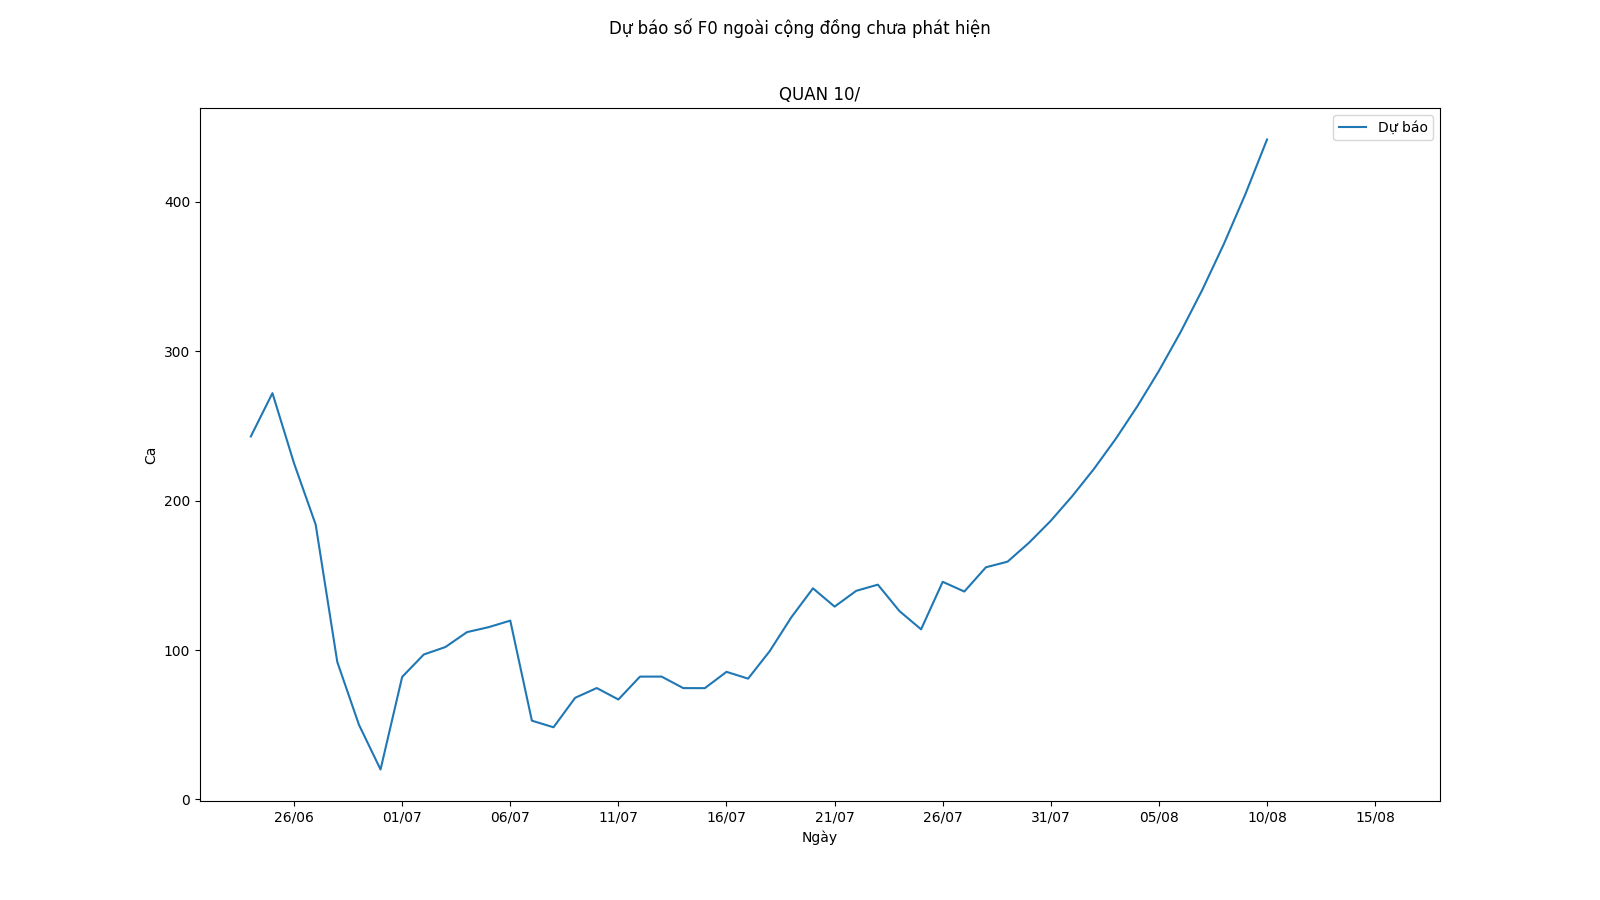 Dự báo số F0 ngoài cộng đồng chưa phát hiện
QUAN 10/
Dự báo
400
300
200
100
0
Ca
26/06 01/07 06/07 11/07 16/07 21/07 26/07 31/07 05/08 10/08 15/08
Ngày